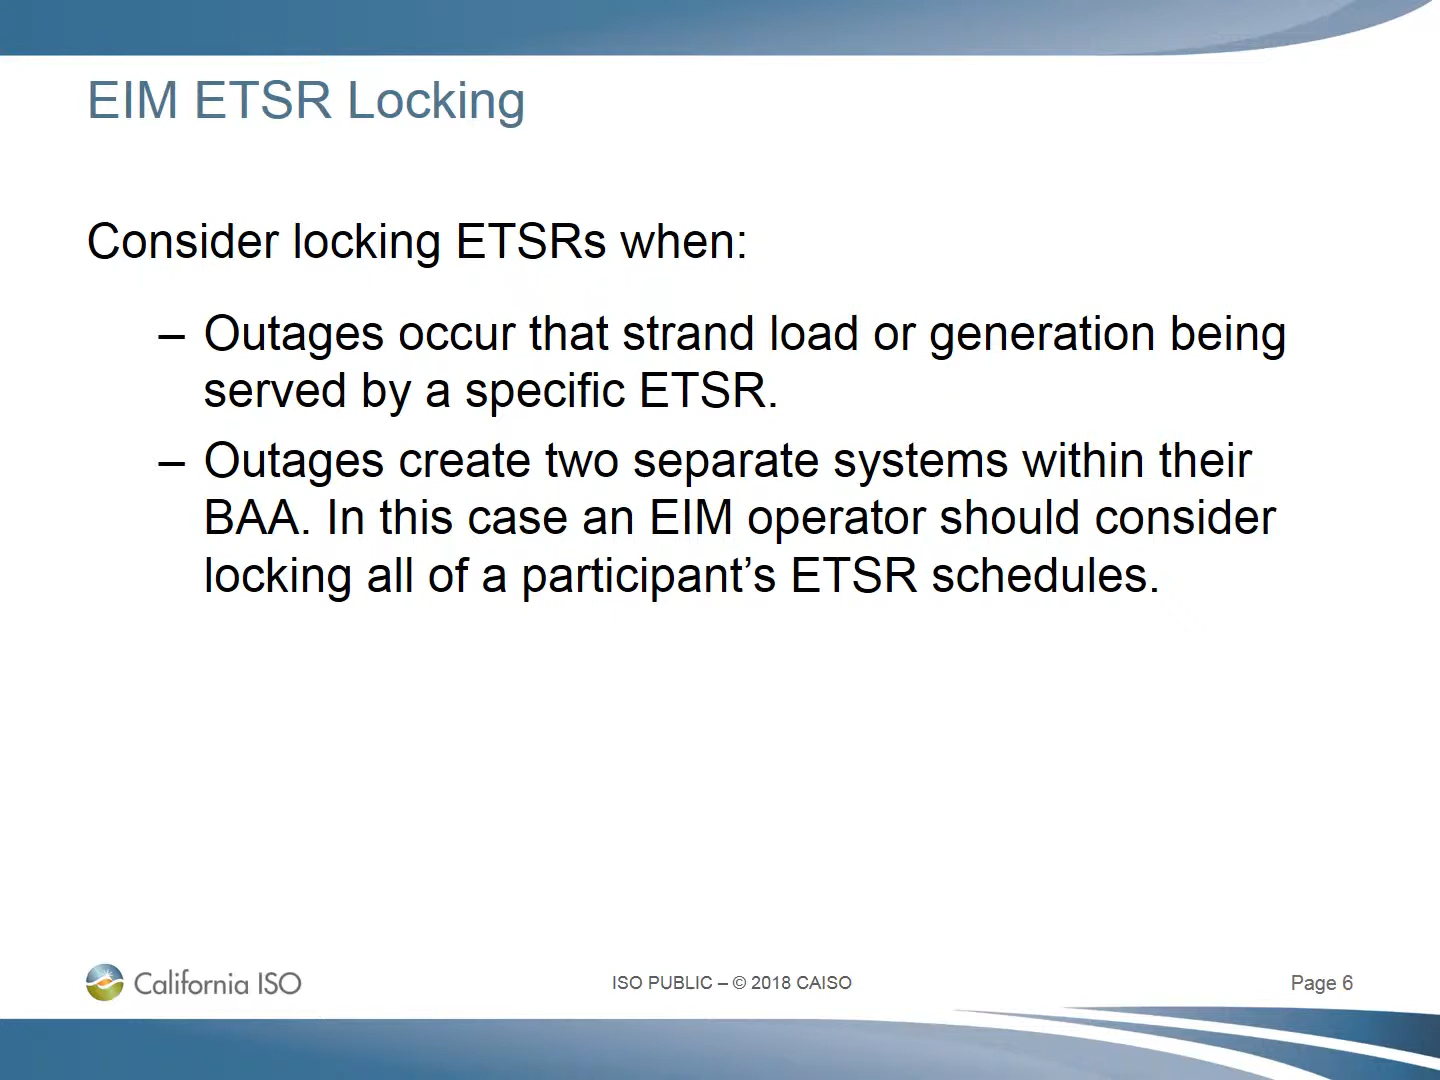 EIM ETSR Locking
Consider locking ETSRs when:
– Outages occur that strand load or generation being
served by a specific ETSR.
– Outages create two separate systems within their
BAA. In this case an EIM operator should consider
locking all of a participant’s ETSR schedules.
California ISO
ISO PUBLIC – © 2018 CAISO
Page 6